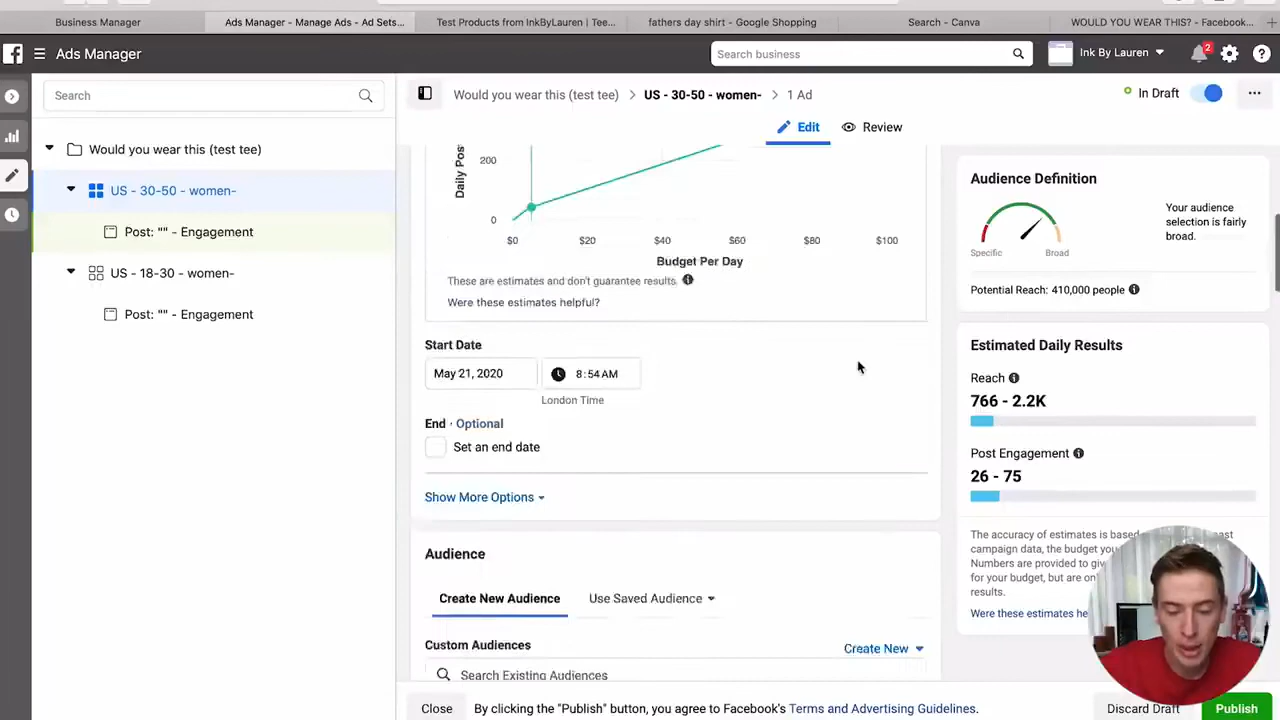 Business Manager
Ads Manager - Manage Ads - Ad Sets...
Test Products from InkByLauren | Tee...
fathers day shirt - Google Shopping
Search - Canva
WOULD YOU WEAR THIS? - Facebook...
Ads Manager
Search business
Ink By Lauren
2
Search
Would you wear this (test tee)
US - 30-50 - women-
1 Ad
In Draft
Edit
Review
Would you wear this (test tee)
US - 30-50 - women-
Post: "" - Engagement
US - 18-30 - women-
Post: "" - Engagement
Daily Pos
200
0
$0
$20
$40
$60
$80
$100
Budget Per Day
These are estimates and don't guarantee results.
Were these estimates helpful?
Start Date
May 21, 2020
8:54 AM
London Time
End · Optional
Set an end date
Show More Options
Audience
Create New Audience
Use Saved Audience
Custom Audiences
Create New
Search Existing Audiences
Audience Definition
Your audience
selection is fairly
broad.
Specific
Broad
Potential Reach: 410,000 people
Estimated Daily Results
Reach
766 - 2.2K
Post Engagement
26 - 75
The accuracy of estimates is based
campaign data, the budget you
Numbers are provided to giv
for your budget, but are onl
results.
Were these estimates he
Close
By clicking the "Publish" button, you agree to Facebook's Terms and Advertising Guidelines.
Discard Draft
Publish